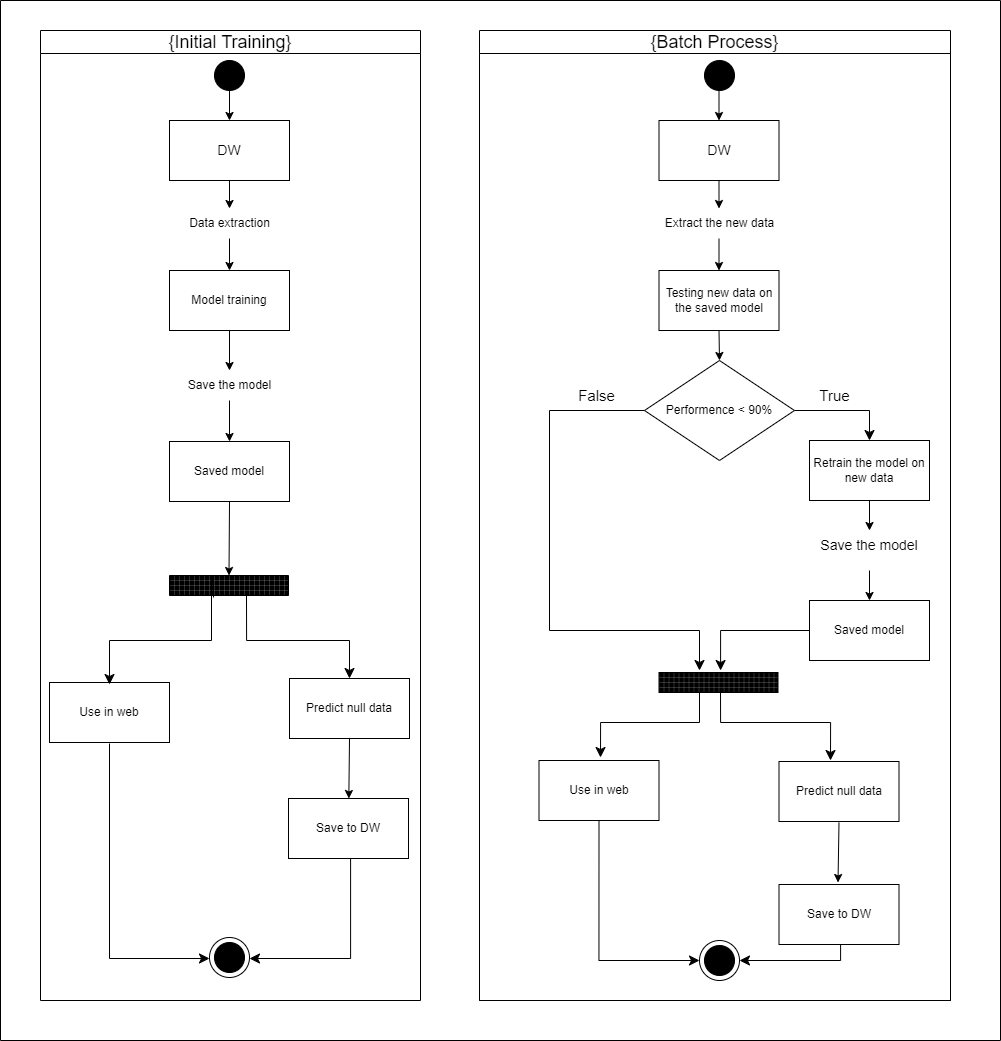 {Initial Training}
DW
Data extraction
Model training
Save the model
Saved model
Use in web
Predict null data
Save to DW
{Batch Process}
DW
Extract the new data
Testing new data on
the saved model
False
Performence < 90%
True
Retrain the model on
new data
Save the model
Saved model
Use in web
Predict null data
Save to DW